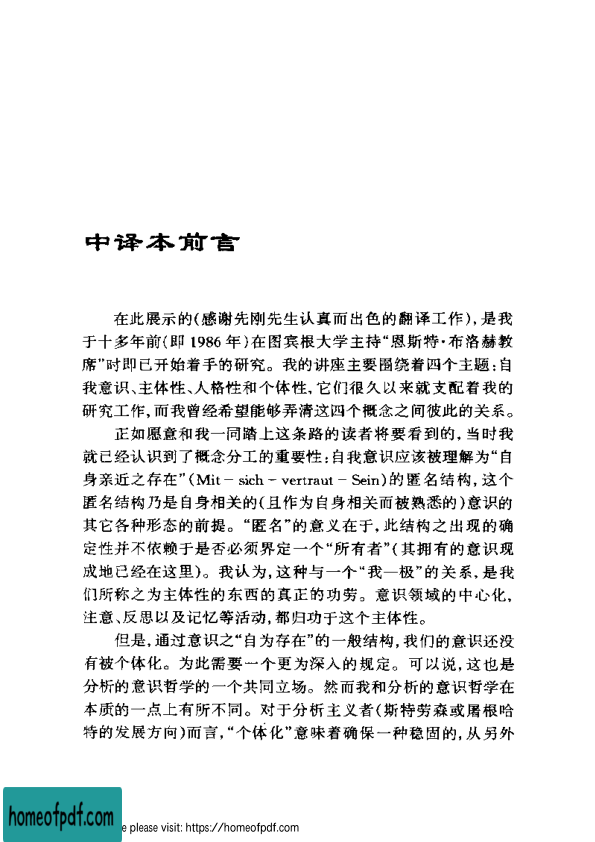 中译本前言
在此展示的(感谢先刚先生认真而出色的翻译工作),是我
于十多年前(即 1986 年)在图宾根大学主持“恩斯特·布洛赫教
席”时即已开始着手的研究。我的讲座主要围绕着四个主题:自
我意识、主体性、人格性和个体性,它们很久以来就支配着我的
研究工作,而我曾经希望能够弄清这四个概念之间彼此的关系。
正如愿意和我一同踏上这条路的读者将要看到的,当时我
就已经认识到了概念分工的重要性:自我意识应该被理解为“自
身亲近之存在”(Mit-sich-vertraut-Sein)的匿名结构,这个
匿名结构乃是自身相关的(且作为自身相关而被熟悉的)意识的
其它各种形态的前提。“匿名”的意义在于,此结构之出现的确
定性并不依赖于是否必须界定一个“所有者”(其拥有的意识现
成地已经在这里)。我认为,这种与一个“我—极”的关系,是我
们所称之为主体性的东西的真正的功劳。意识领域的中心化,
注意、反思以及记忆等活动,都归功于这个主体性。
但是,通过意识之“自为存在”的一般结构,我们的意识还没
有被个体化。为此需要一个更为深入的规定。可以说,这也是
分析的意识哲学的一个共同立场。然而我和分析的意识哲学在
本质的一点上有所不同。对于分析主义者(斯特劳森或屠根哈
特的发展方向)而言,“个体化”意味着确保一种稳固的,从另外
homeofpdf.com
e please visit: https://homeofpdf.com